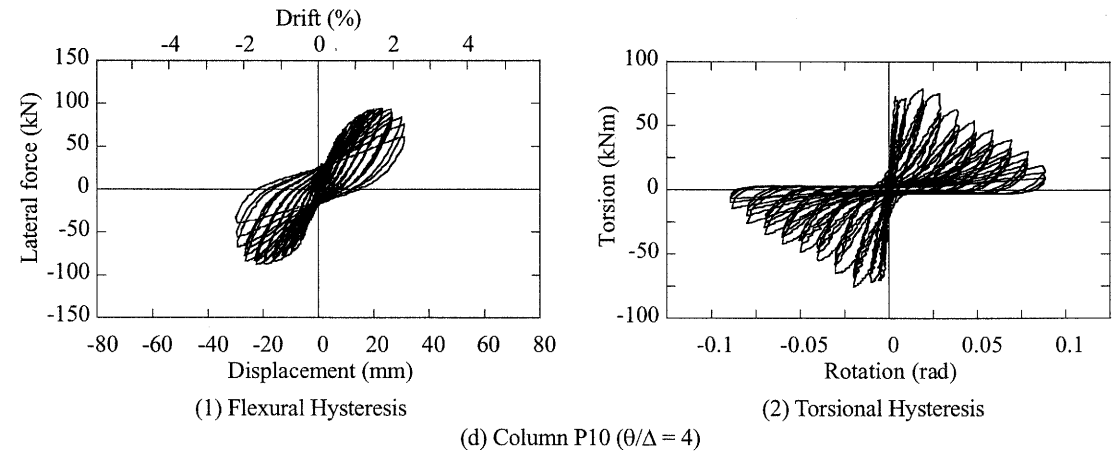 Drift (%)
-4 -2 0 2 4
150
100
50
0
-50
-100
-150
Lateral force (kN)
-80 -60 -40 -20 0 20 40 60 80
Displacement (mm)
(1) Flexural Hysteresis
100
50
0
-50
-100
Torsion (kNm)
-0.1 -0.05 0 0.05 0.1
Rotation (rad)
(2) Torsional Hysteresis
(d) Column P10 (θ/Δ = 4)